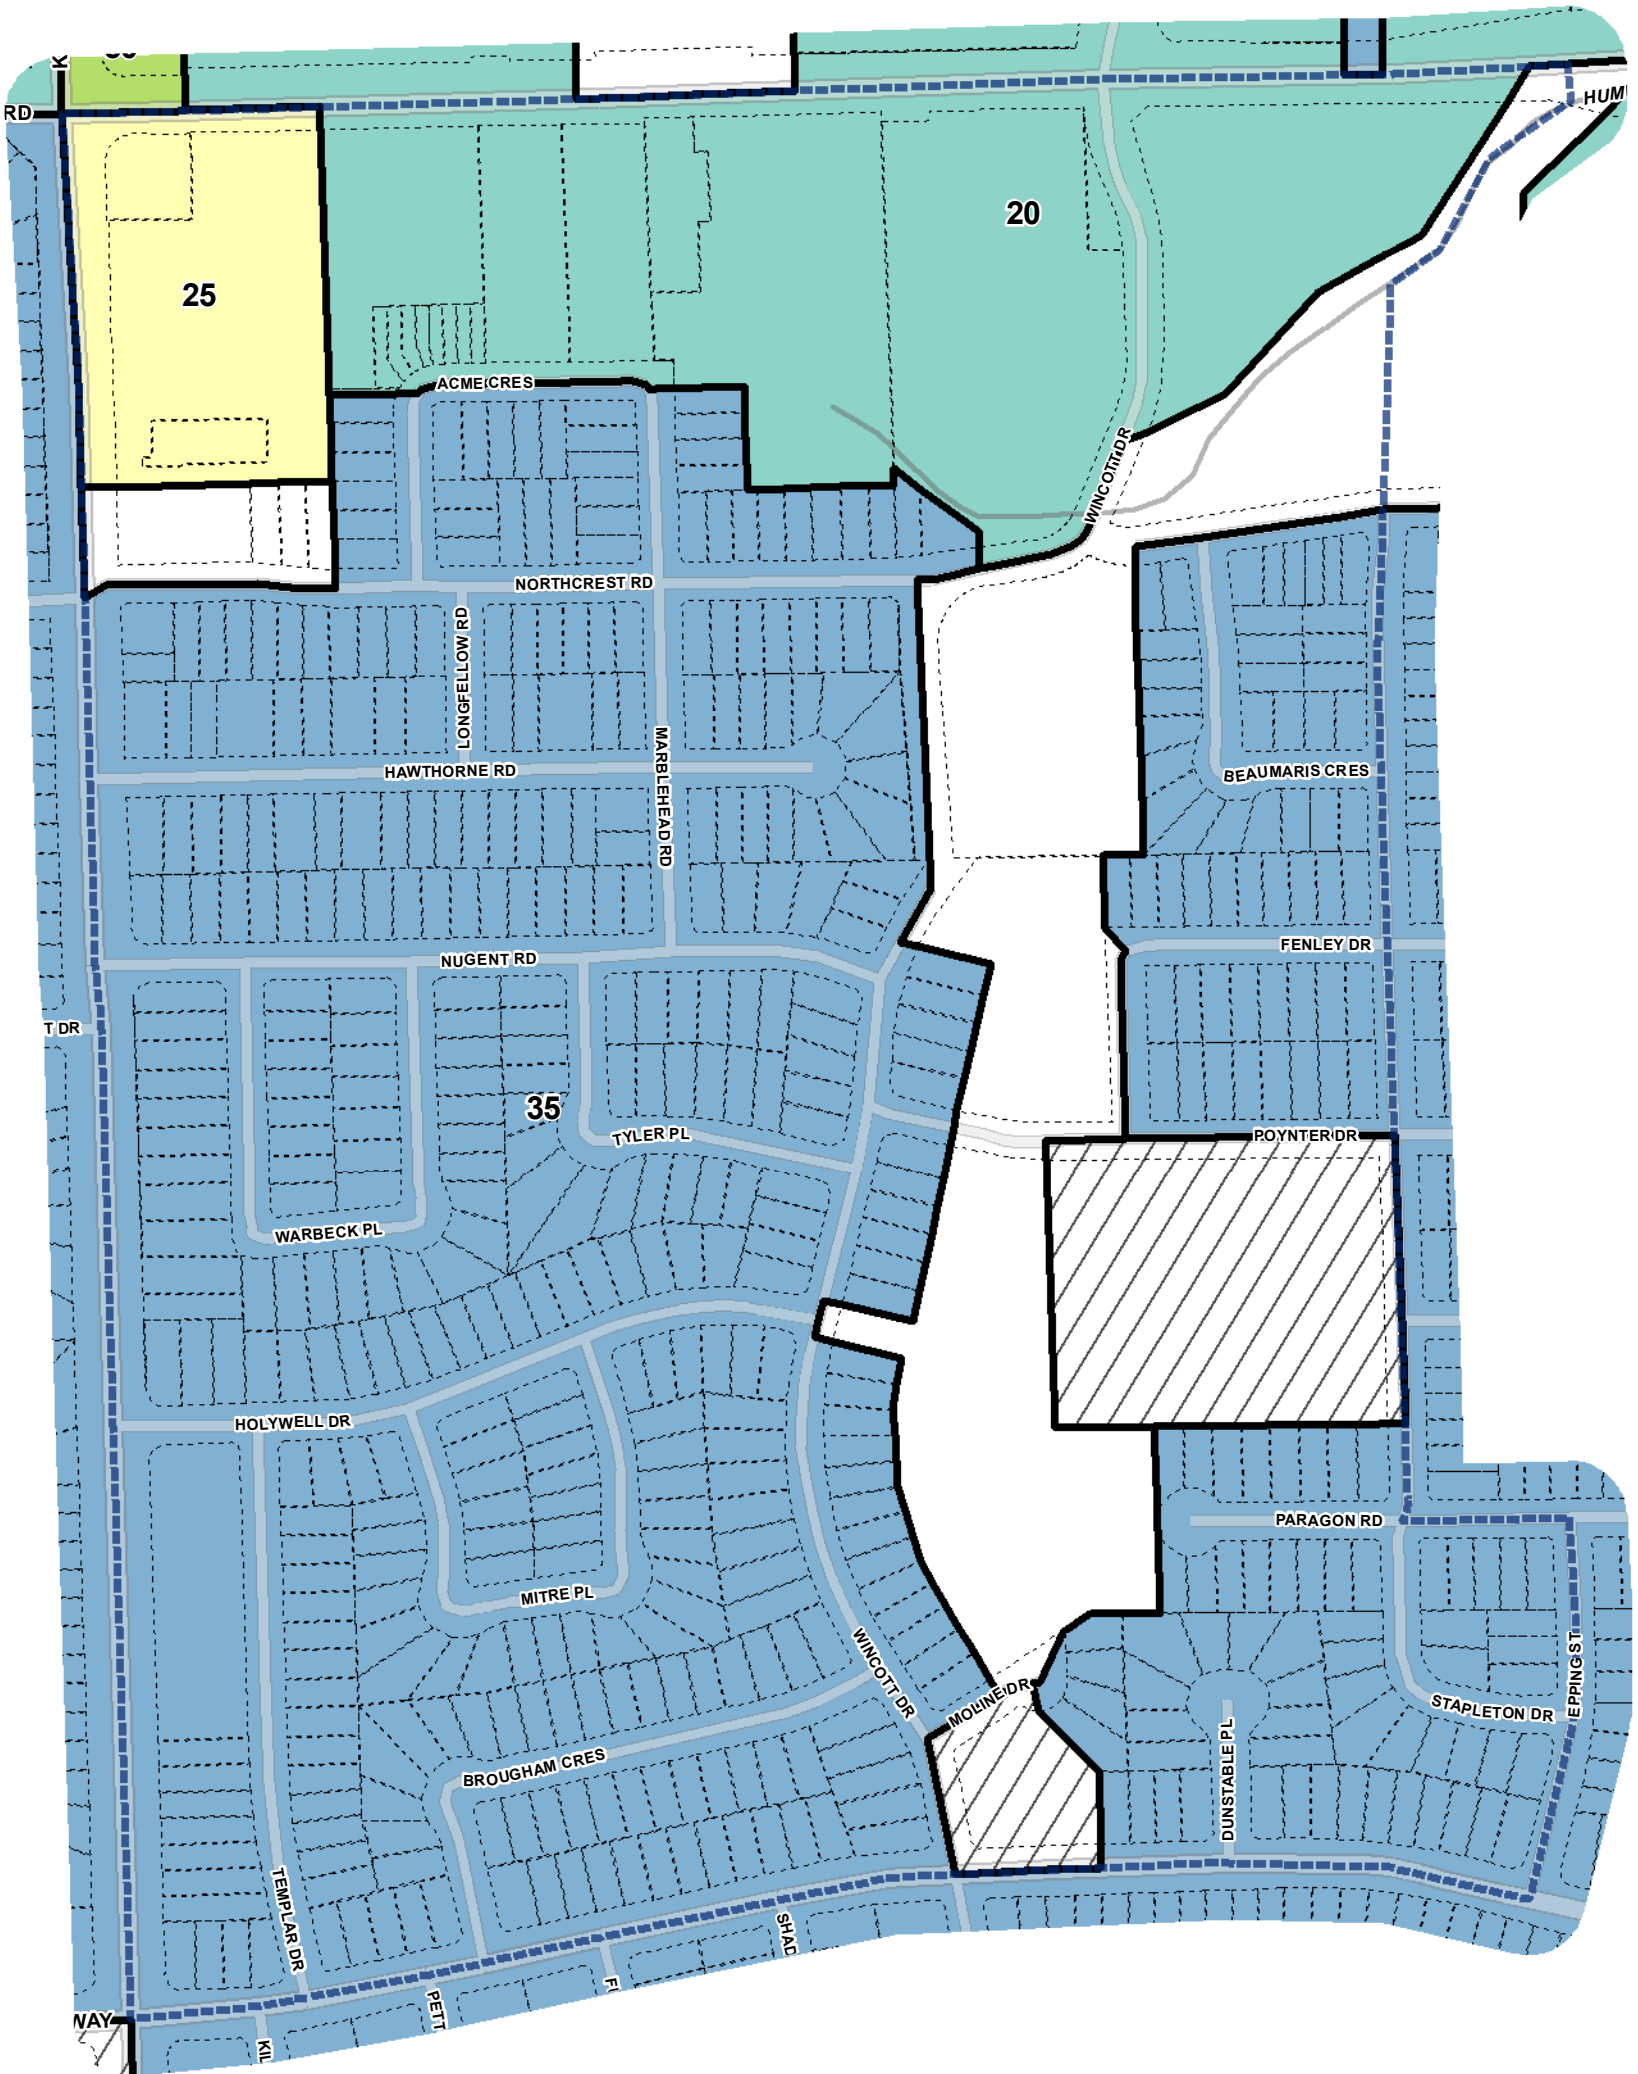 K
RD
HUM
20
25
ACME CRES
WINCOTT DR
NORTHCREST RD
LONGFELLOW RD
MARBLEHEAD RD
HAWTHORNE RD
BEAUMARIS CRES
NUGENT RD
FENLEY DR
T DR
35
TYLER PL
POYNTER DR
WARBECK PL
HOLYWELL DR
PARAGON RD
MITRE PL
WINCOTT DR
MOLINE DR
EPPING ST
STAPLETON DR
DUNSTABLE PL
BROUGHAM CRES
TEMPLAR DR
SHAD
PETT
WAY
KIL